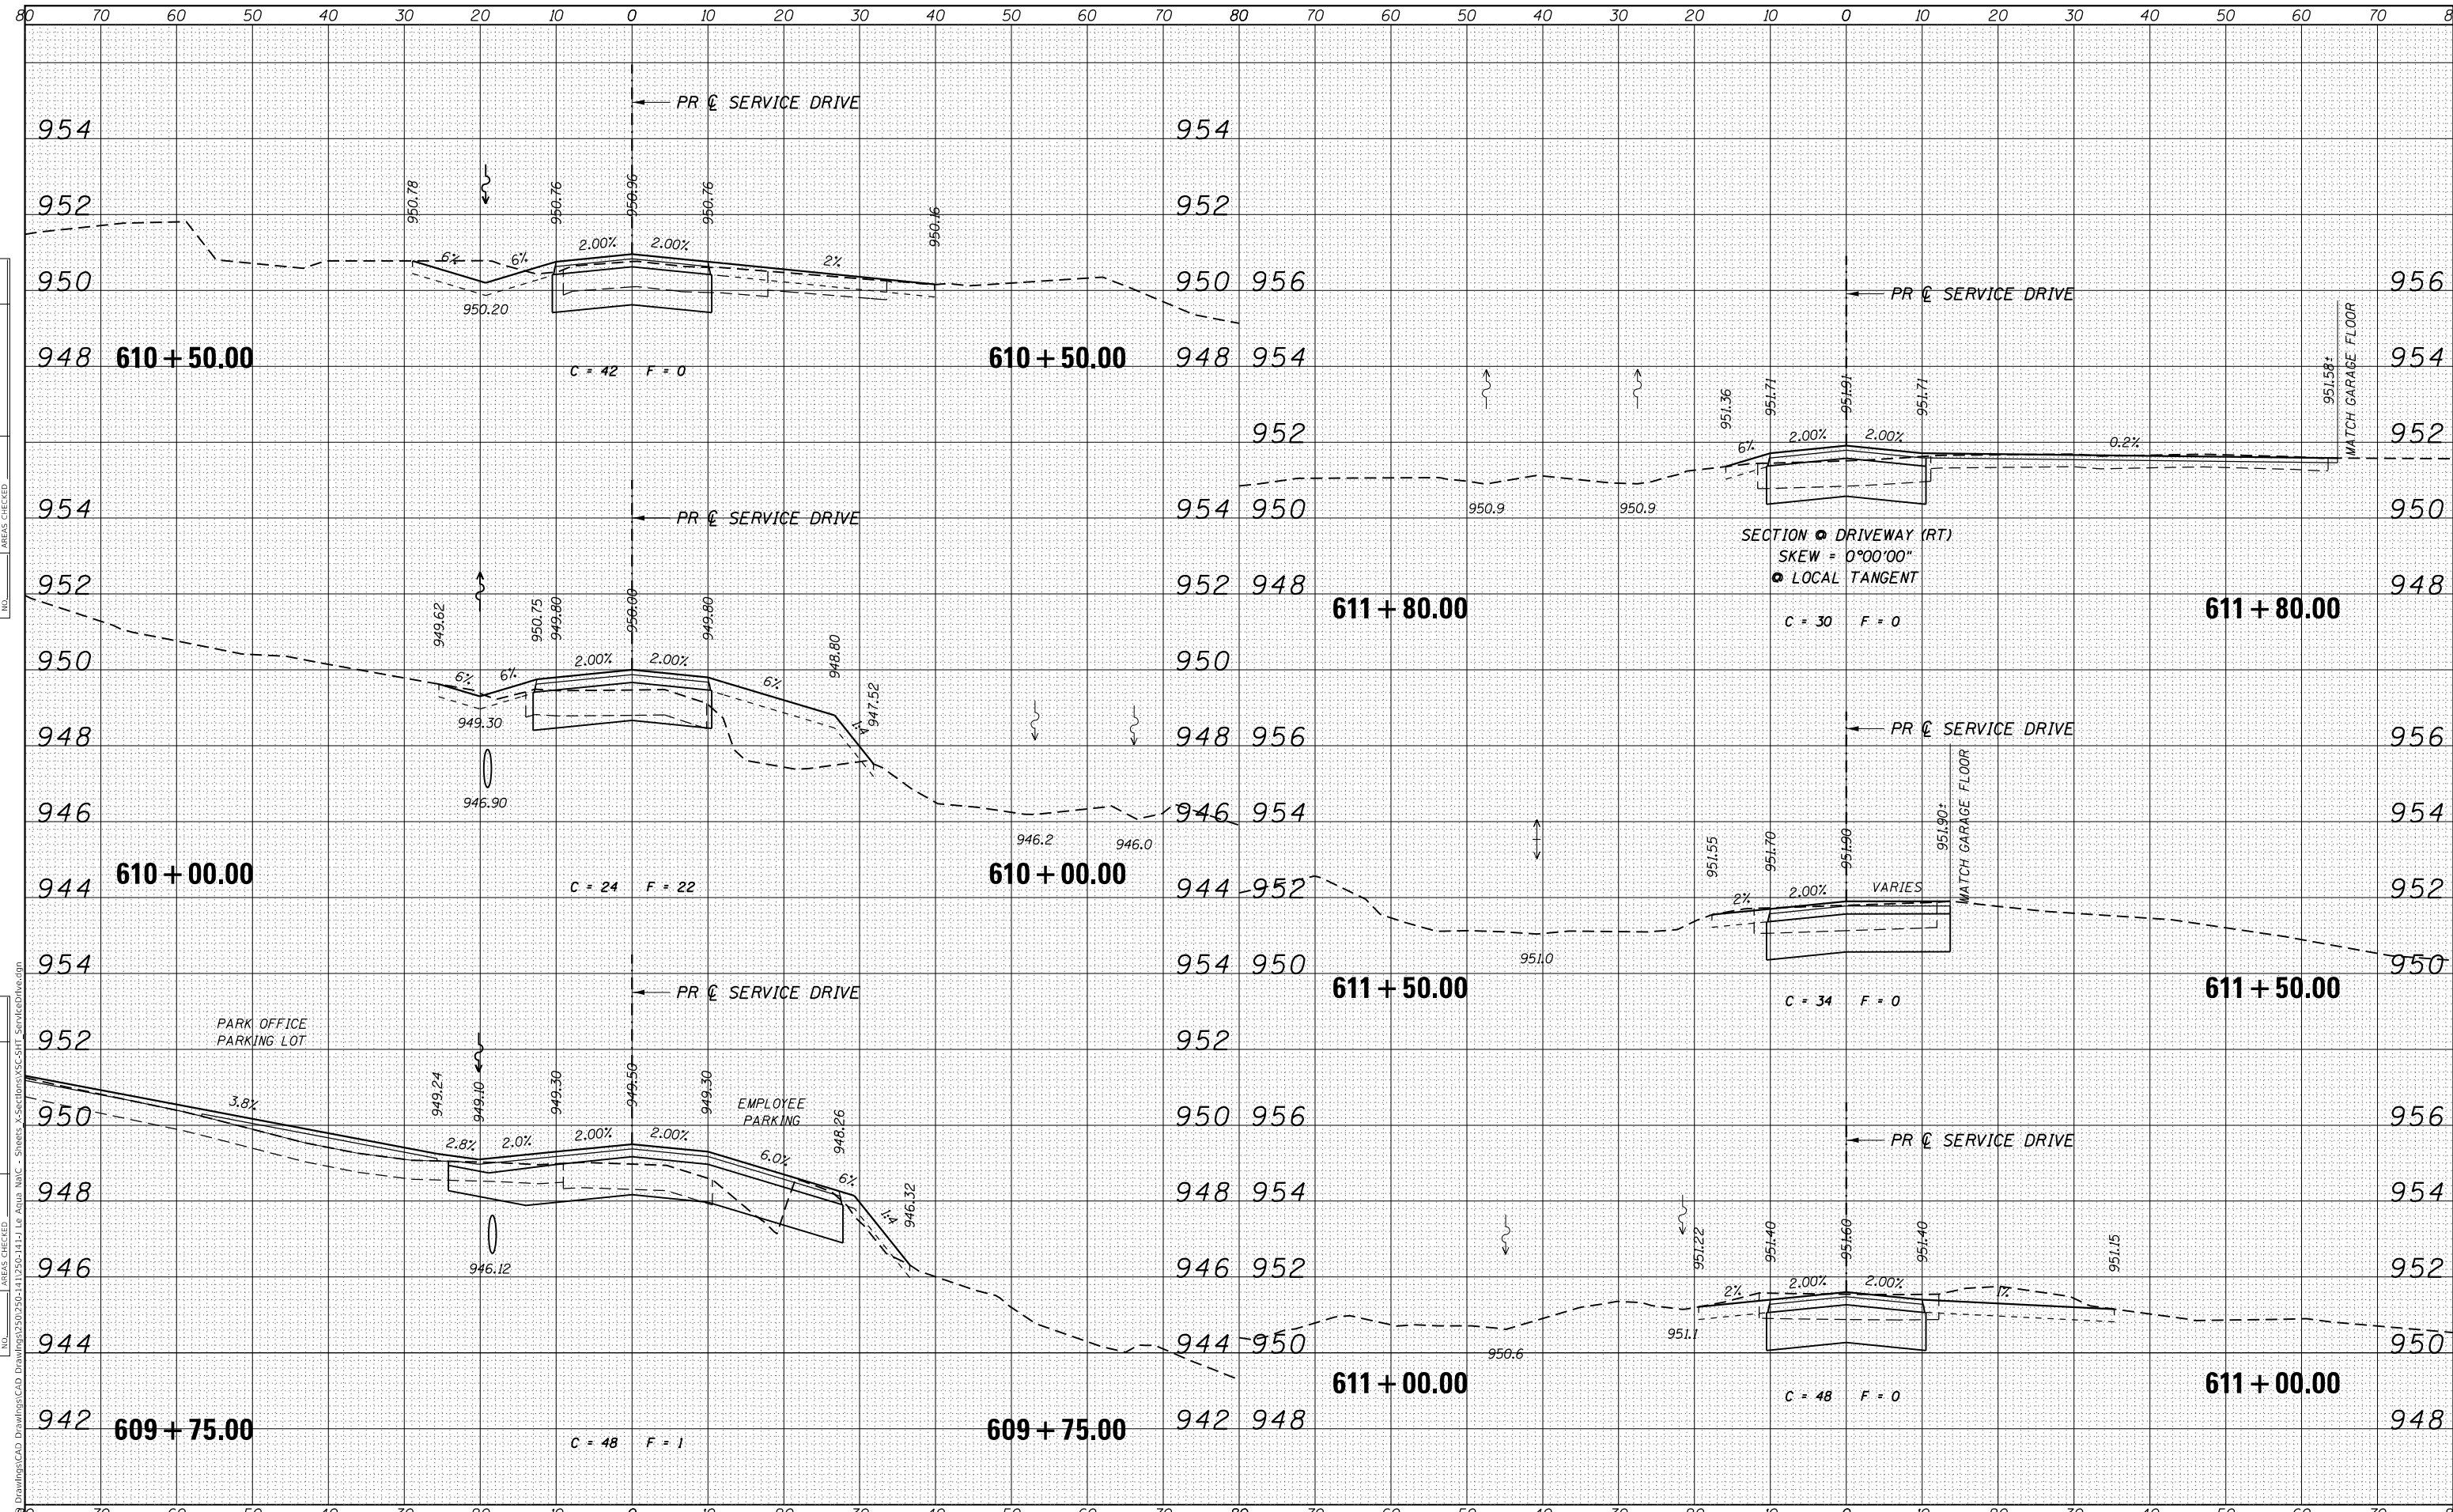 80 70 60 50 40 30 20 10 0 10 20 30 40 50 60 70 80 70 60 50 40 30 20 10 0 10 20 30 40 50 60 70
PR ℄ SERVICE DRIVE
954 954
952 952
950.78 950.76 950.96 950.76 950.16
6% 6% 2.00% 2.00% 2%
950 950
950.20
948 948
610+50.00 610+50.00
C = 42 F = 0
PR ℄ SERVICE DRIVE
954 954
952 952
949.62 950.75 949.80 950.00 949.80 948.80 947.52
950 950
6% 6% 2.00% 2.00% 6% 1:4
949.30
948 948
946.90
946 946
946.2 946.0
610+00.00 610+00.00
944 944
C = 24 F = 22
PR ℄ SERVICE DRIVE
954 954
PARK OFFICE
PARKING LOT
952 952
949.24 949.10 949.30 949.50 949.30 948.26 946.32
EMPLOYEE
PARKING
950 950
3.8% 2.8% 2.0% 2.00% 2.00% 6.0% 6% 1:4
948 948
946.12
946 946
944 944
942 942
609+75.00 609+75.00
C = 48 F = 1
PR ℄ SERVICE DRIVE
956 956
954 954
951.36 951.71 951.91 951.71 951.58±
MATCH GARAGE FLOOR
952 952
6% 2.00% 2.00% 0.2%
950.9 950.9
950 950
SECTION @ DRIVEWAY (RT)
SKEW = 0°00'00"
@ LOCAL TANGENT
948 948
611+80.00 611+80.00
C = 30 F = 0
PR ℄ SERVICE DRIVE
956 956
954 954
951.55 951.70 951.90 951.90±
MATCH GARAGE FLOOR
952 952
2% 2.00% VARIES
951.0
950 950
611+50.00 611+50.00
C = 34 F = 0
PR ℄ SERVICE DRIVE
956 956
954 954
951.22 951.40 951.60 951.40 951.15
952 952
2% 2.00% 2.00% 1%
951.1
950.6
950 950
611+00.00 611+00.00
C = 48 F = 0
948 948
AREAS CHECKED
NO.
AREAS CHECKED
NO.